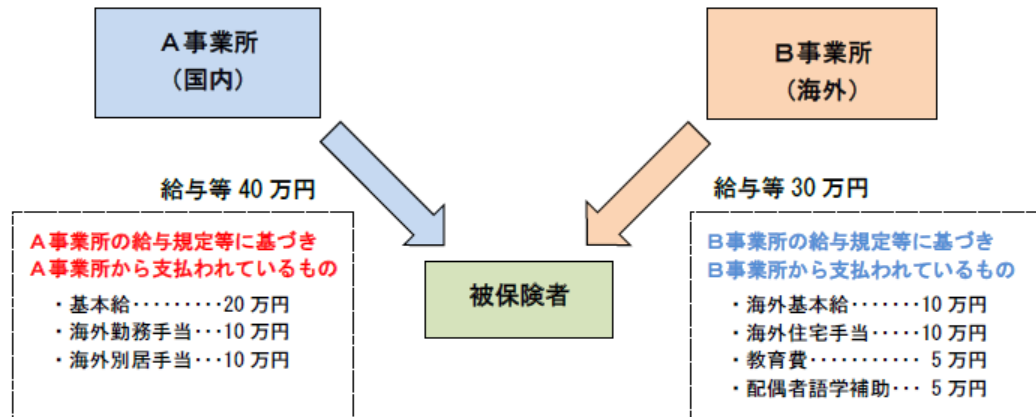 A事業所
(国内)
B事業所
(海外)
給与等 40 万円
給与等 30 万円
A事業所の給与規定等に基づき
A事業所から支払われているもの
・基本給･････････20 万円
・海外勤務手当･･･10 万円
・海外別居手当･･･10 万円
被保険者
B事業所の給与規定等に基づき
B事業所から支払われているもの
・海外基本給･･････10 万円
・海外住宅手当････10 万円
・教育費･･････････ 5 万円
・配偶者語学補助･･･ 5 万円